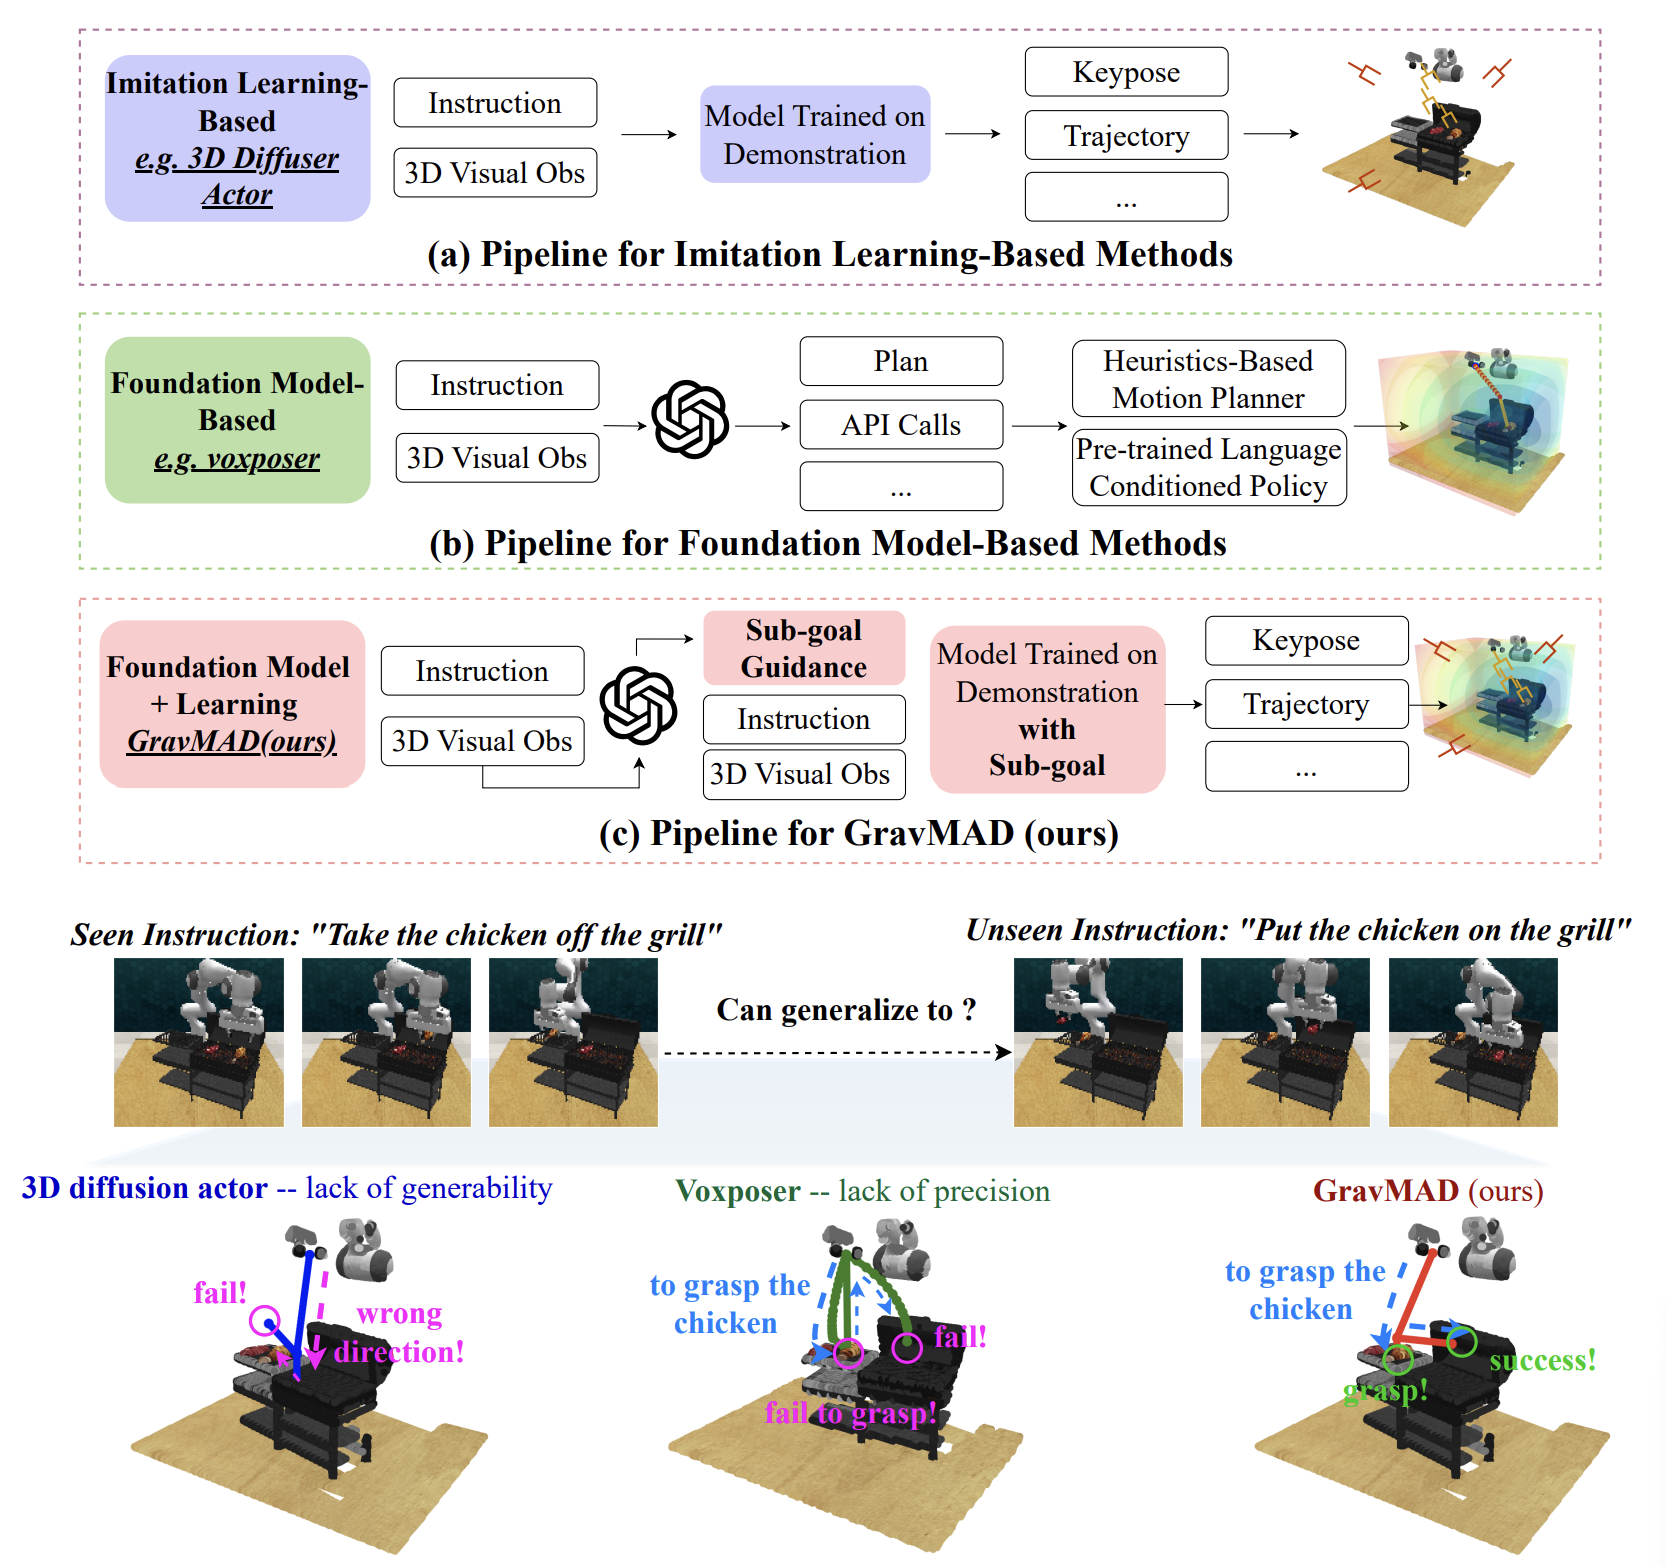 Imitation Learning-
Based
e.g. 3D Diffuser
Actor
Instruction
3D Visual Obs
Model Trained on
Demonstration
Keypose
Trajectory
...
(a) Pipeline for Imitation Learning-Based Methods
Foundation Model-
Based
e.g. voxposer
Instruction
3D Visual Obs
Plan
API Calls
...
Heuristics-Based
Motion Planner
Pre-trained Language
Conditioned Policy
(b) Pipeline for Foundation Model-Based Methods
Foundation Model
+ Learning
GravMAD(ours)
Instruction
3D Visual Obs
Sub-goal
Guidance
Instruction
3D Visual Obs
Model Trained on
Demonstration
with
Sub-goal
Keypose
Trajectory
...
(c) Pipeline for GravMAD (ours)
Seen Instruction: "Take the chicken off the grill"
Unseen Instruction: "Put the chicken on the grill"
Can generalize to ?
3D diffusion actor -- lack of generability
fail!
wrong
direction!
Voxposer -- lack of precision
to grasp the
chicken
fail!
fail to grasp!
GravMAD (ours)
to grasp the
chicken
success!
grasp!